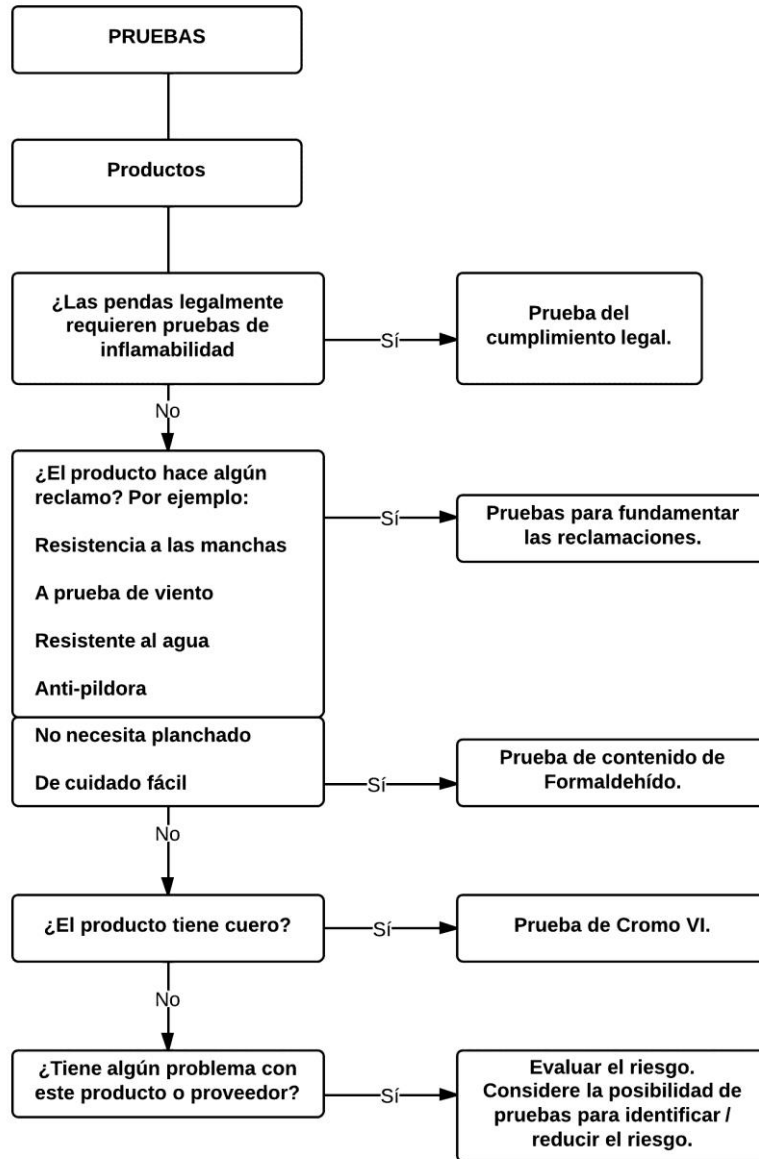 PRUEBAS
Productos
¿Las pendas legalmente
requieren pruebas de
inflamabilidad
Sí
Prueba del
cumplimiento legal.
No
¿El producto hace algún
reclamo? Por ejemplo:
Resistencia a las manchas
A prueba de viento
Resistente al agua
Anti-pildora
Sí
Pruebas para fundamentar
las reclamaciones.
No necesita planchado
De cuidado fácil
Sí
Prueba de contenido de
Formaldehído.
No
¿El producto tiene cuero?
Sí
Prueba de Cromo VI.
No
¿Tiene algún problema con
este producto o proveedor?
Sí
Evaluar el riesgo.
Considere la posibilidad de
pruebas para identificar /
reducir el riesgo.